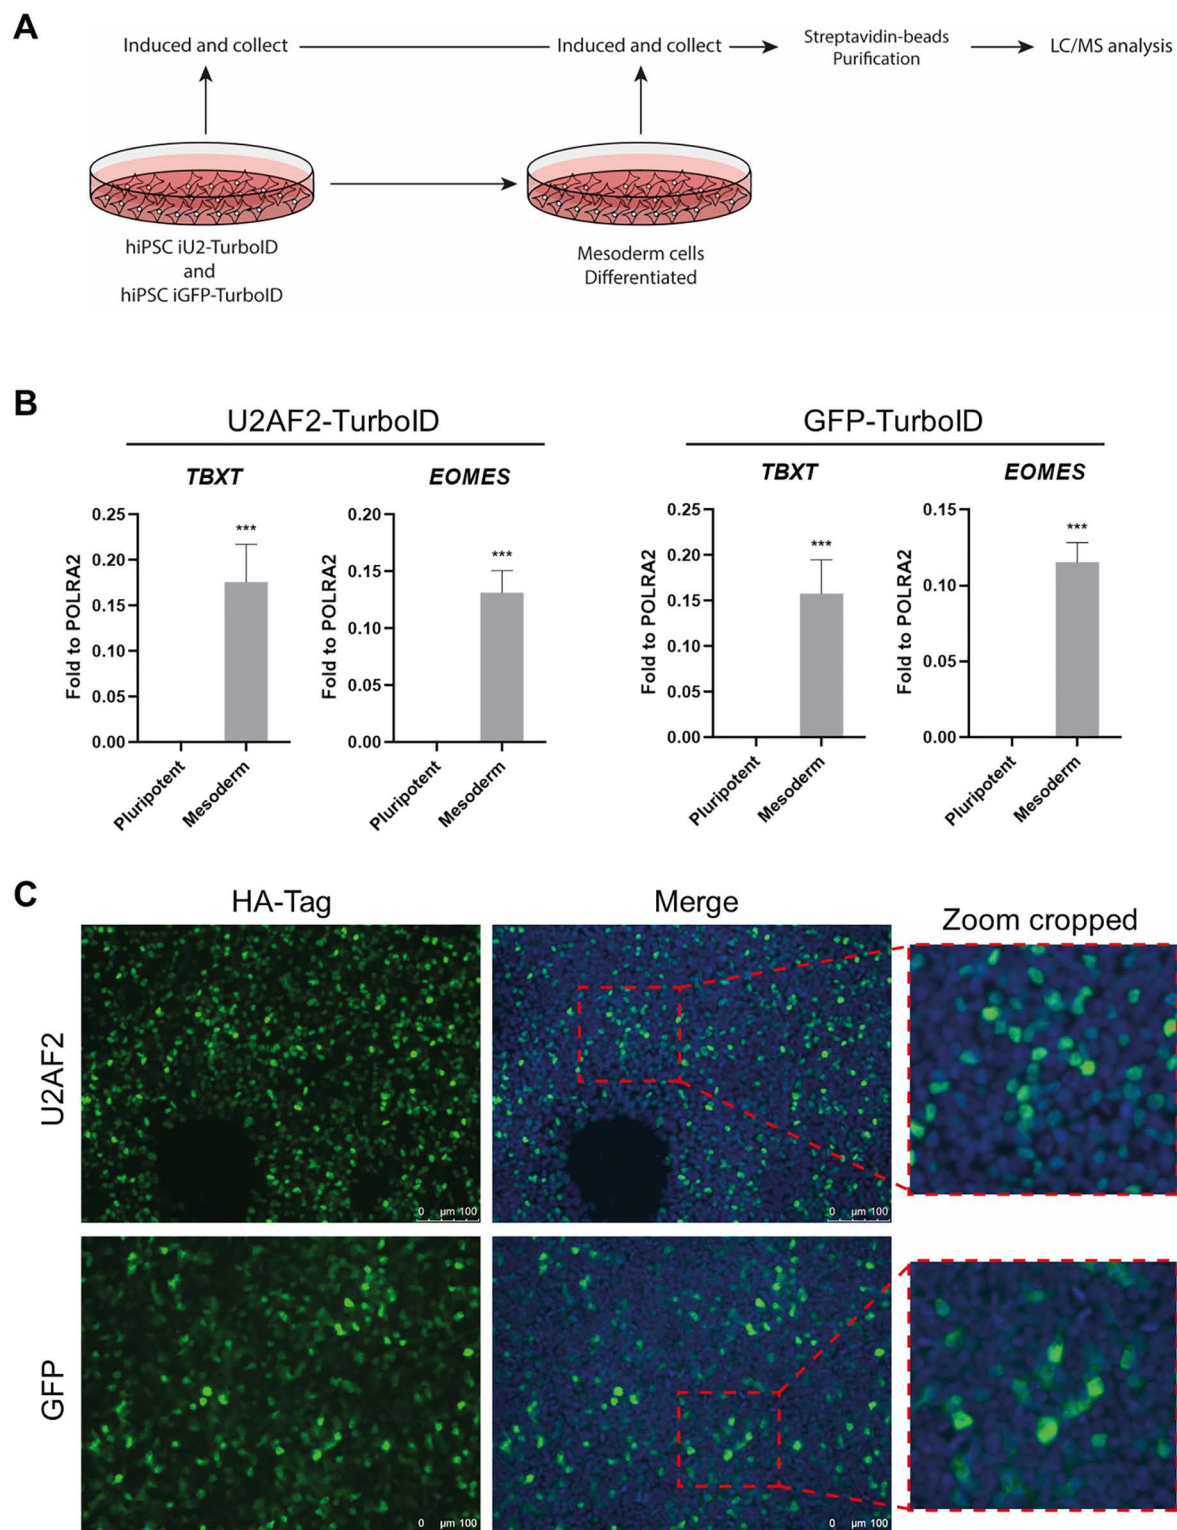 A
Induced and collect
Induced and collect
Streptavidin-beads
Purification
LC/MS analysis
hiPSC iU2-TurboID
and
hiPSC iGFP-TurboID
Mesoderm cells
Differentiated
B
U2AF2-TurboID
GFP-TurboID
TBXT
EOMES
TBXT
EOMES
Fold to POLRA2
0.25
0.20
0.15
0.10
0.05
0.00
***
Pluripotent
Mesoderm
Fold to POLRA2
0.20
0.15
0.10
0.05
0.00
***
Pluripotent
Mesoderm
Fold to POLRA2
0.25
0.20
0.15
0.10
0.05
0.00
***
Pluripotent
Mesoderm
Fold to POLRA2
0.15
0.10
0.05
0.00
***
Pluripotent
Mesoderm
C
HA-Tag
Merge
Zoom cropped
U2AF2
0 µm 100
0 µm 100
GFP
0 µm 100
0 µm 100